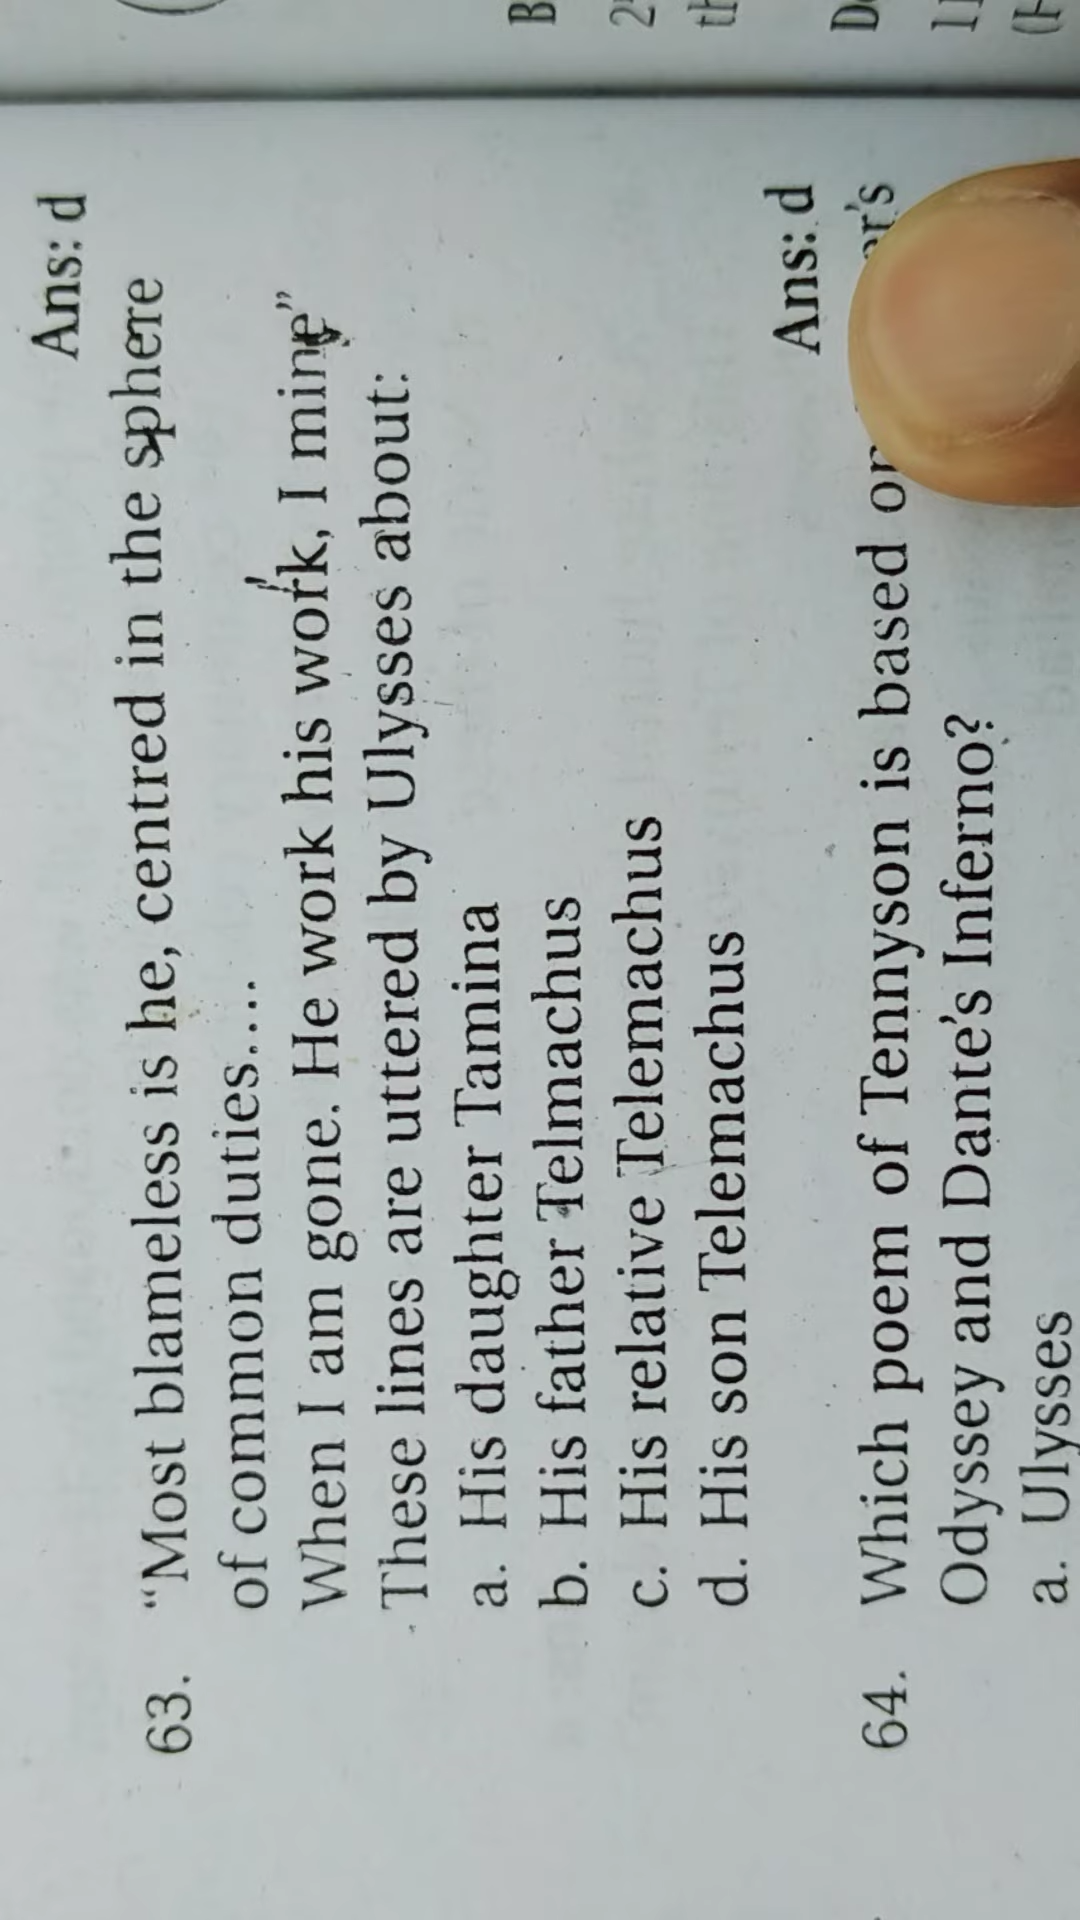 Ans: d
63. “Most blameless is he, centred in the sphere
of common duties....
When I am gone. He work his work, I mine”
These lines are uttered by Ulysses about:
a. His daughter Tamina
b. His father Telmachus
c. His relative Telemachus
d. His son Telemachus
Ans: d
64. Which poem of Tennyson is based
Odyssey and Dante’s Inferno?
a. Ulysses